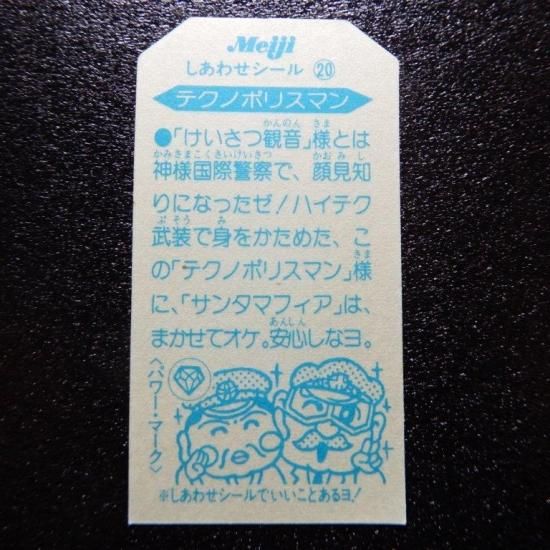 Meiji
しあわせシール ⑳
テクノポリスマン
●「けいさつ観音」様とは
神様国際警察で、顔見知
りになったゼ!ハイテク
武装で身をかためた、こ
の「テクノポリスマン」様
に、「サンタマフィア」は、
まかせてオケ。安心しなヨ。
〈パワー・マーク〉
※しあわせシールでいいことあるヨ!